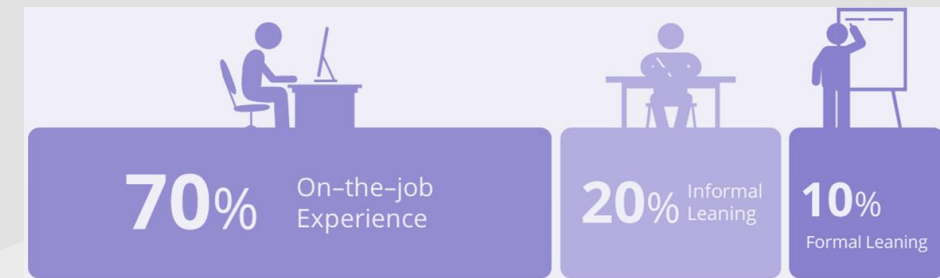 70%
On-the-job
Experience
20%
Informal
Leaning
10%
Formal Leaning